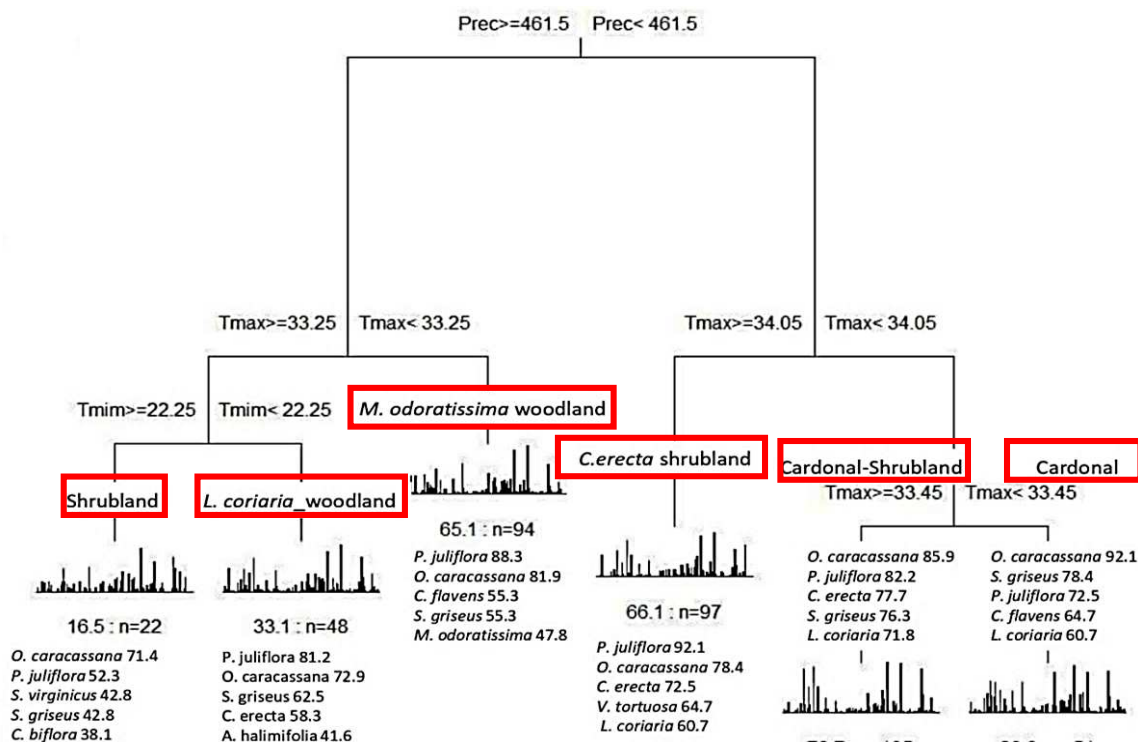 Prec>=461.5 Prec< 461.5
Tmax>=33.25 Tmax< 33.25
Tmax>=34.05 Tmax< 34.05
Tmim>=22.25 Tmim< 22.25
M. odoratissima woodland
C.erecta shrubland
Cardonal-Shrubland
Cardonal
Tmax>=33.45 Tmax< 33.45
Shrubland
L. coriaria_woodland
65.1 : n=94
P. juliflora 88.3
O. caracassana 81.9
C. flavens 55.3
S. griseus 55.3
M. odoratissima 47.8
O. caracassana 85.9
P. juliflora 82.2
C. erecta 77.7
S. griseus 76.3
L. coriaria 71.8
O. caracassana 92.1
S. griseus 78.4
P. juliflora 72.5
C. flavens 64.7
L. coriaria 60.7
16.5 : n=22
O. caracassana 71.4
P. juliflora 52.3
S. virginicus 42.8
S. griseus 42.8
C. biflora 38.1
33.1 : n=48
P. juliflora 81.2
O. caracassana 72.9
S. griseus 62.5
C. erecta 58.3
A. halimifolia 41.6
66.1 : n=97
P. juliflora 92.1
O. caracassana 78.4
C. erecta 72.5
V. tortuosa 64.7
L. coriaria 60.7